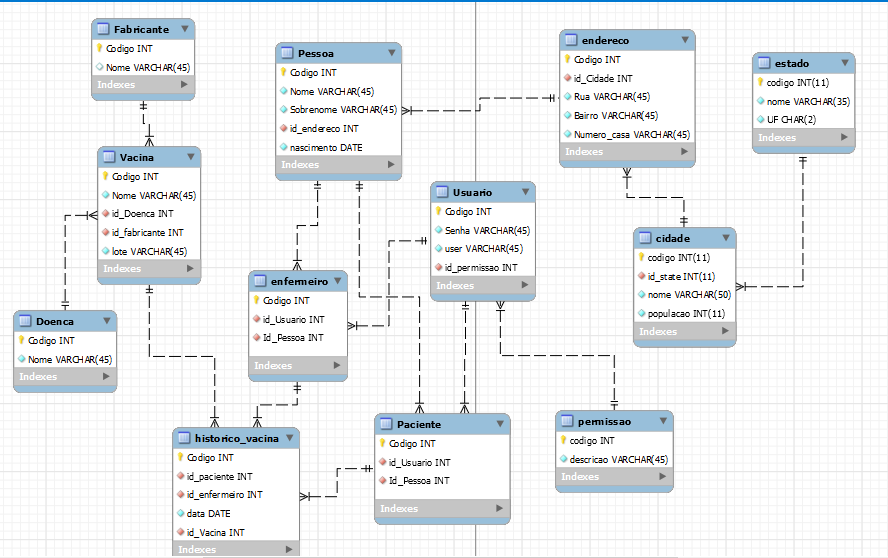 Fabricante
Codigo INT
Nome VARCHAR(45)
Indexes
Pessoa
Codigo INT
Nome VARCHAR(45)
Sobrenome VARCHAR(45)
id_endereco INT
nascimento DATE
Indexes
endereco
Codigo INT
id_Cidade INT
Rua VARCHAR(45)
Bairro VARCHAR(45)
Numero_casa VARCHAR(45)
Indexes
estado
codigo INT(11)
nome VARCHAR(35)
UF CHAR(2)
Indexes
Vacina
Codigo INT
Nome VARCHAR(45)
id_Doenca INT
id_fabricante INT
lote VARCHAR(45)
Indexes
Usuario
Codigo INT
Senha VARCHAR(45)
user VARCHAR(45)
id_permissao INT
Indexes
cidade
codigo INT(11)
id_state INT(11)
nome VARCHAR(50)
populacao INT(11)
Indexes
enfermeiro
Codigo INT
id_Usuario INT
Id_Pessoa INT
Indexes
Doenca
Codigo INT
Nome VARCHAR(45)
Indexes
historico_vacina
Codigo INT
id_paciente INT
id_enfermeiro INT
data DATE
id_Vacina INT
Indexes
Paciente
Codigo INT
id_Usuario INT
Id_Pessoa INT
Indexes
permissao
codigo INT
descricao VARCHAR(45)
Indexes